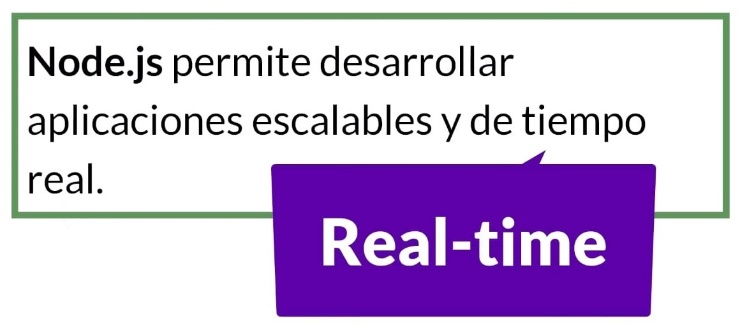 Node.js permite desarrollar
aplicaciones escalables y de tiempo
real.
Real-time